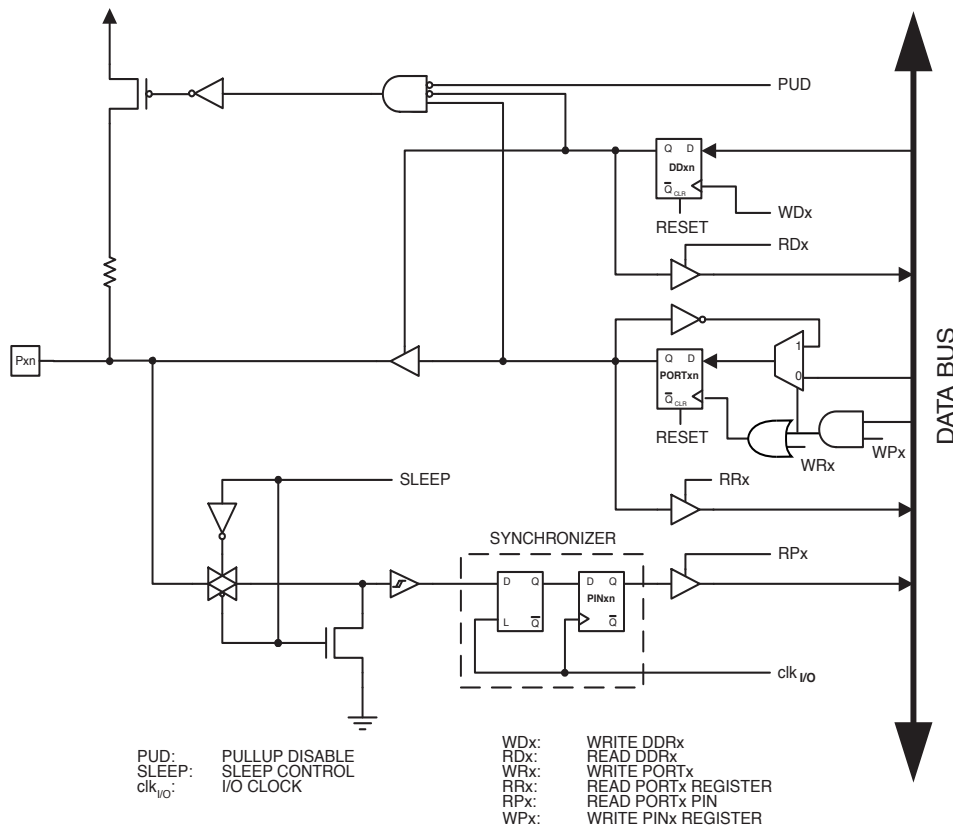 PUD
Q D
DDxn
Q CLR
WDx
RESET
RDx
Pxn
1
Q D
PORTxn
0
Q CLR
RESET
WRx
WPx
DATA BUS
SLEEP
RRx
SYNCHRONIZER
RPx
D Q
D Q
PINxn
L Q
Q
clk I/O
PUD: PULLUP DISABLE
SLEEP: SLEEP CONTROL
clk I/O: I/O CLOCK
WDx: WRITE DDRx
RDx: READ DDRx
WRx: WRITE PORTx
RRx: READ PORTx REGISTER
RPx: READ PORTx PIN
WPx: WRITE PINx REGISTER